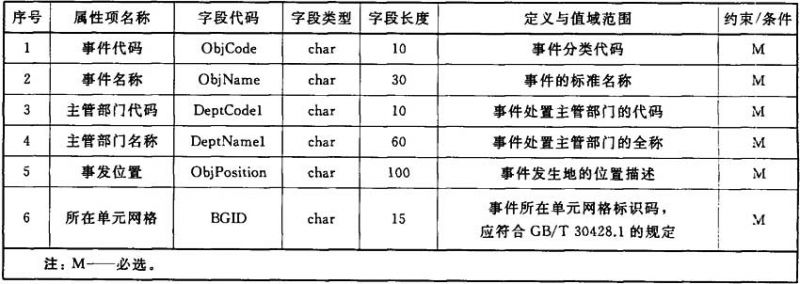 序号 属性项名称 字段代码 字段类型 字段长度 定义与值域范围 约束/条件
1 事件代码 ObjCode char 10 事件分类代码 M
2 事件名称 ObjName char 30 事件的标准名称 M
3 主管部门代码 DeptCode1 char 10 事件处置主管部门的代码 M
4 主管部门名称 DeptName1 char 60 事件处置主管部门的全称 M
5 事发位置 ObjPosition char 100 事件发生地的位置描述 M
6 所在单元网格 BGID char 15 事件所在单元网格标识码，
应符合 GB/T 30428.1 的规定 M
注：M——必选。